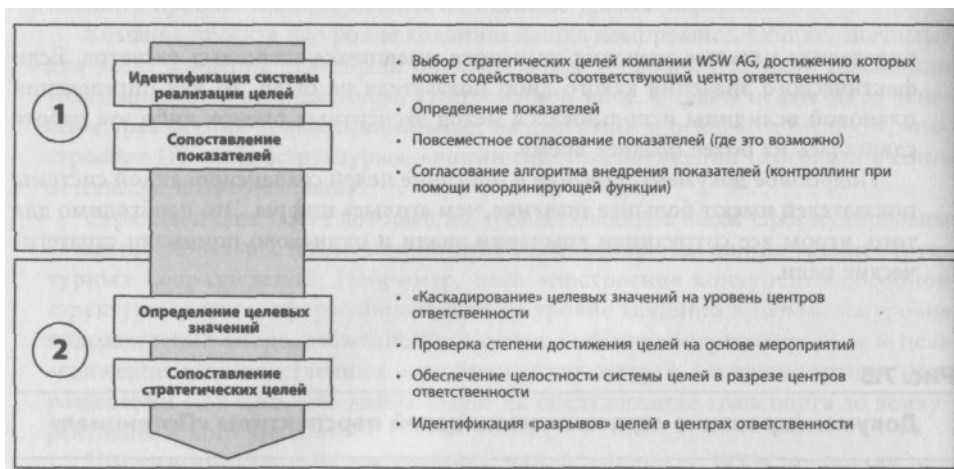 1
Идентификация системы
реализации целей
• Выбор стратегических целей компании WSW AG, достижению которых
может содействовать соответствующий центр ответственности
• Определение показателей
Сопоставление
показателей
• Повсеместное согласование показателей (где это возможно)
• Согласование алгоритма внедрения показателей (контроллинг при
помощи координирующей функции)
2
Определение целевых
значений
• «Каскадирование» целевых значений на уровень центров
ответственности
• Проверка степени достижения целей на основе мероприятий
Сопоставление
стратегических целей
• Обеспечение целостности системы целей в разрезе центров
ответственности
• Идентификация «разрывов» целей в центрах ответственности